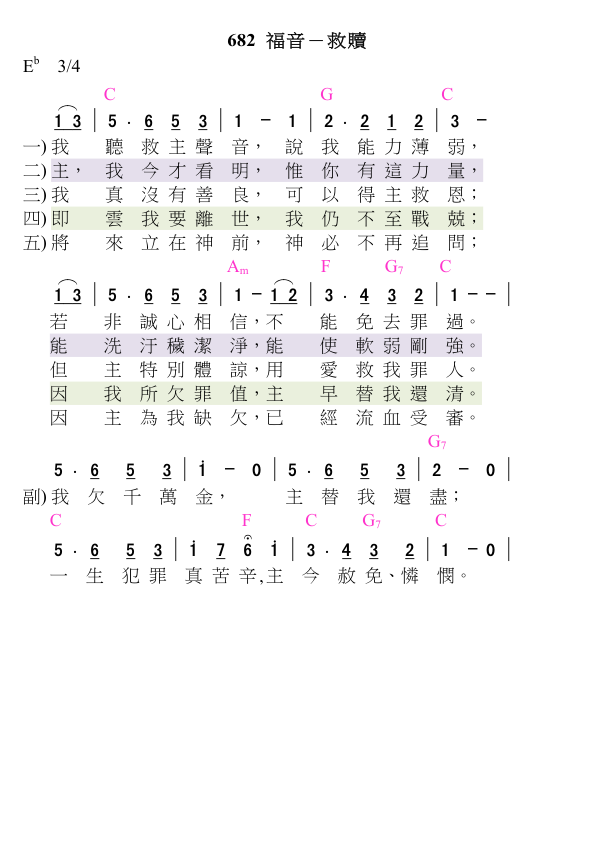 682 福音－救贖
E♭ 3/4
C G C
1 3 | 5 . 6 5 3 | 1 － 1 | 2 . 2 1 2 | 3 －
一) 我 聽 救 主 聲 音， 說 我 能 力 薄 弱，
二) 主， 我 今 才 看 明， 惟 你 有 這 力 量，
三) 我 真 沒 有 善 良， 可 以 得 主 救 恩；
四) 即 雲 我 要 離 世， 我 仍 不 至 戰 兢；
五) 將 來 立 在 神 前， 神 必 不 再 追 問；
Am F G7 C
1 3 | 5 . 6 5 3 | 1 － 1 2 | 3 . 4 3 2 | 1 － － |
若 非 誠 心 相 信，不 能 免 去 罪 過。
能 洗 汙 穢 潔 淨，能 使 軟 弱 剛 強。
但 主 特 別 體 諒，用 愛 救 我 罪 人。
因 我 所 欠 罪 值，主 早 替 我 還 清。
因 主 為 我 缺 欠，已 經 流 血 受 審。
G7
5 . 6 5 3 | i － 0 | 5 . 6 5 3 | 2 － 0 |
副) 我 欠 千 萬 金， 主 替 我 還 盡；
C F C G7 C
5 . 6 5 3 | i 7 6 i | 3 . 4 3 2 | 1 － 0 |
一 生 犯 罪 真 苦 辛,主 今 赦 免、憐 憫。